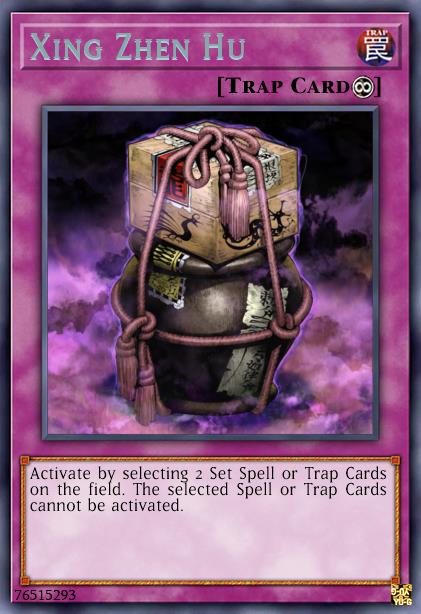 Xing Zhen Hu
TRAP
罠
[Trap Card♾]
Activate by selecting 2 Set Spell or Trap Cards
on the field. The selected Spell or Trap Cards
cannot be activated.
76515293